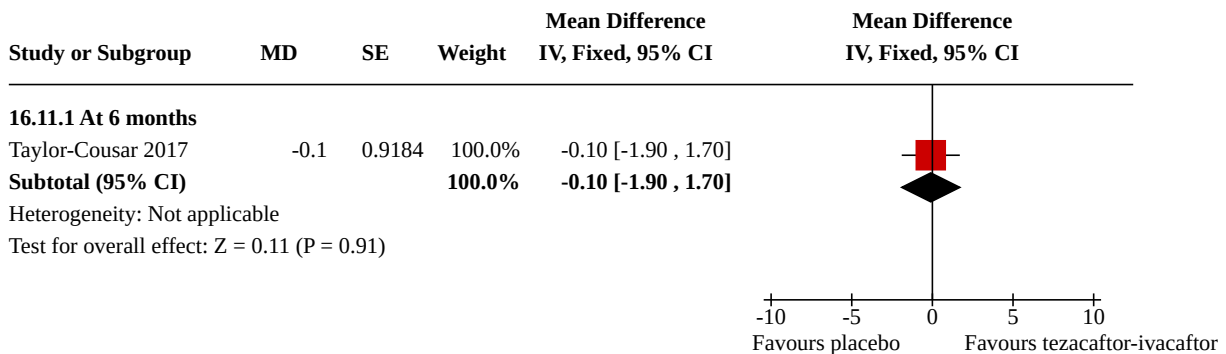 Mean Difference Mean Difference
Study or Subgroup MD SE Weight IV, Fixed, 95% CI IV, Fixed, 95% CI
16.11.1 At 6 months
Taylor-Cousar 2017 -0.1 0.9184 100.0% -0.10 [-1.90 , 1.70]
Subtotal (95% CI) 100.0% -0.10 [-1.90 , 1.70]
Heterogeneity: Not applicable
Test for overall effect: Z = 0.11 (P = 0.91)
-10 -5 0 5 10
Favours placebo Favours tezacaftor-ivacaftor